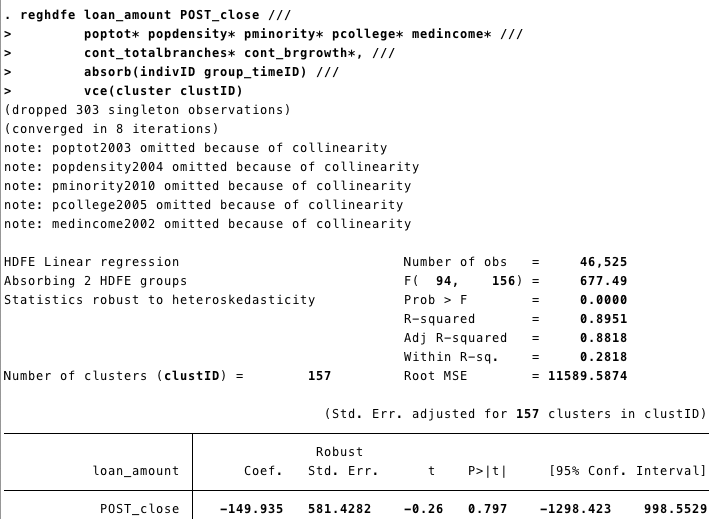 . reghdfe loan_amount POST_close ///
> poptot* popdensity* pminority* pcollege* medincome* ///
> cont_totalbranches* cont_brgrowth*, ///
> absorb(indivID group_timeID) ///
> vce(cluster clustID)
(dropped 303 singleton observations)
(converged in 8 iterations)
note: poptot2003 omitted because of collinearity
note: popdensity2004 omitted because of collinearity
note: pminority2010 omitted because of collinearity
note: pcollege2005 omitted because of collinearity
note: medincome2002 omitted because of collinearity
HDFE Linear regression Number of obs = 46,525
Absorbing 2 HDFE groups F( 94, 156) = 677.49
Statistics robust to heteroskedasticity Prob > F = 0.0000
R-squared = 0.8951
Adj R-squared = 0.8818
Within R-sq. = 0.2818
Number of clusters (clustID) = 157 Root MSE = 11589.5874
(Std. Err. adjusted for 157 clusters in clustID)
Robust
loan_amount Coef. Std. Err. t P>|t| [95% Conf. Interval]
POST_close -149.935 581.4282 -0.26 0.797 -1298.423 998.5529